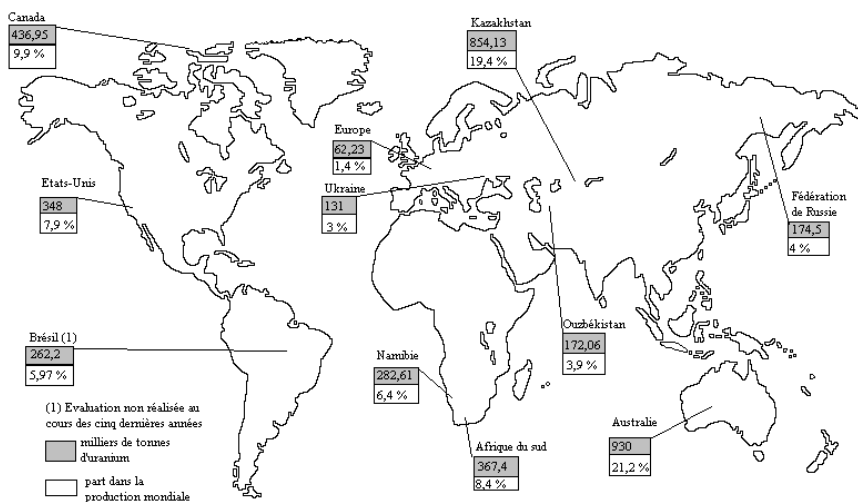 Canada
436,95
9,9 %
Kazakhstan
854,13
19,4 %
Europe
62,23
1,4 %
Etats-Unis
348
7,9 %
Ukraine
131
3 %
Fédération
de Russie
174,5
4 %
Brésil (1)
262,2
5,97 %
Namibie
282,61
6,4 %
Ouzbékistan
172,06
3,9 %
Afrique du sud
367,4
8,4 %
Australie
930
21,2 %
(1) Evaluation non réalisée au
cours des cinq dernières années
milliers de tonnes
d'uranium
part dans la
production mondiale